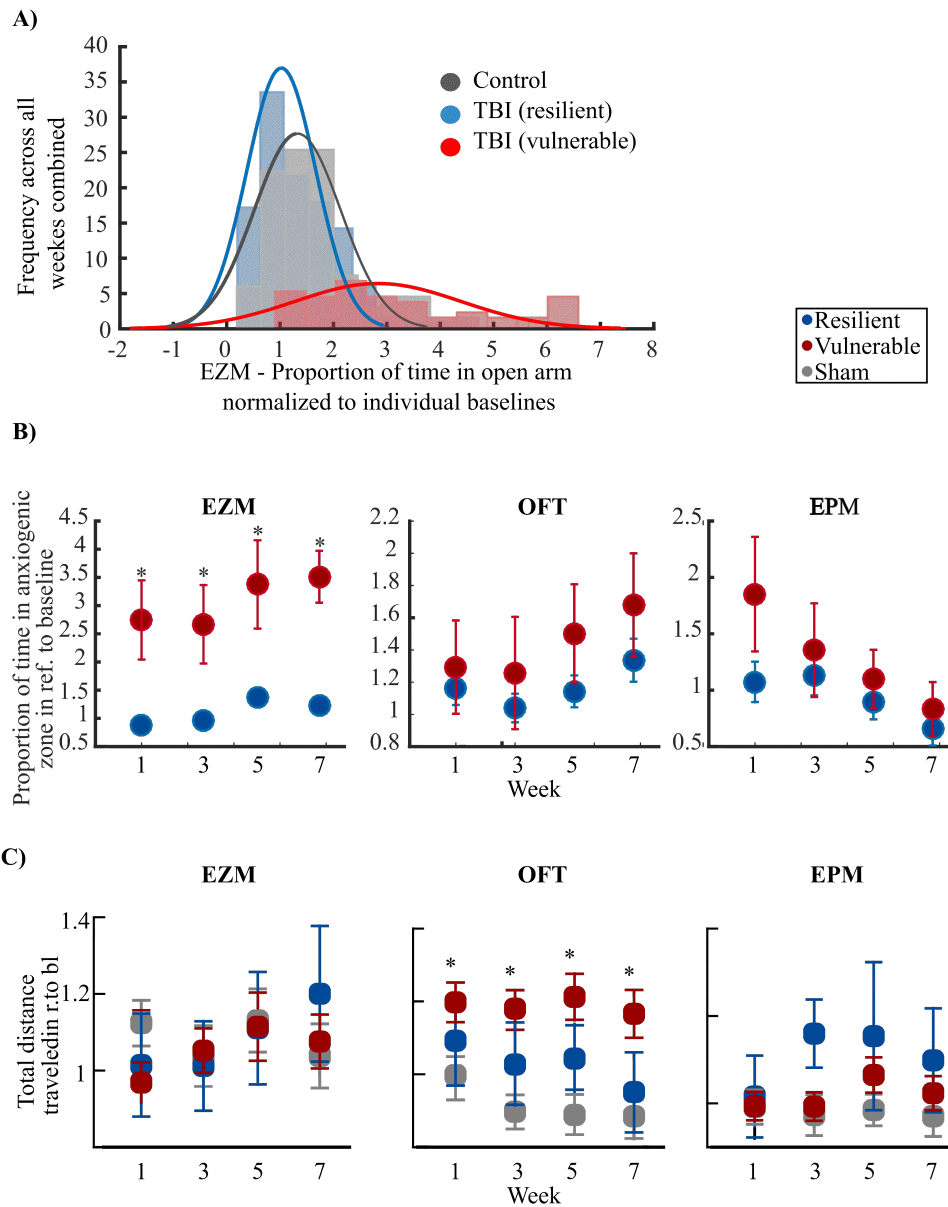 A)
40
35
30
25
20
15
10
5
0
Frequency across all
weekes combined
Control
TBI (resilient)
TBI (vulnerable)
-2 -1 0 1 2 3 4 5 6 7 8
EZM - Proportion of time in open arm
normalized to individual baselines
Resilient
Vulnerable
Sham
B)
Proportion of time in anxiogenic
zone in ref. to baseline
EZM
4.5
4
3.5
3
2.5
2
1.5
1
0.5
* * * *
1 3 5 7
OFT
2.2
2
1.8
1.6
1.4
1.2
1
0.8
1 3 5 7
Week
EPM
2.5
2
1.5
1
0.5
1 3 5 7
C)
Total distance
traveledin r.to bl
EZM
1.4
1.2
1
1 3 5 7
OFT
* * * *
1 3 5 7
Week
EPM
1 3 5 7